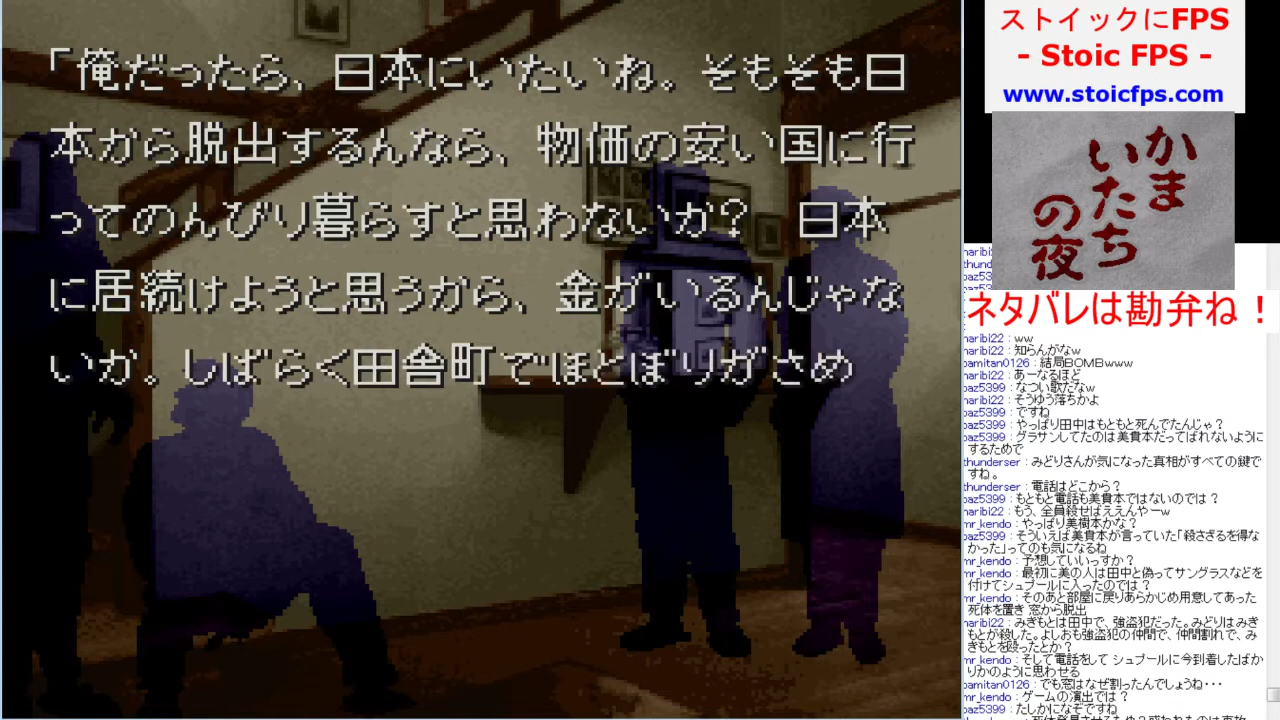 「俺だったら、日本にいたいね。そもそも日
本から脱出するんなら、物価の安い国に行
ってのんびり暮らすと思わないか？　日本
に居続けようと思うから、金がいるんじゃな
いか。しばらく田舎町でほとぼりがさめ
ストイックにFPS
- Stoic FPS -
www.stoicfps.com
かま
いたち
の夜
ネタバレは勘弁ね！
haribi22 : ww
haribi22 : 知らんがなw
pamitan0126 : 結局BOMBwww
haribi22 : あーなるほど
paz5399 : なつい歌だなw
haribi22 : そうゆう落ちかよ
paz5399 : ですね
paz5399 : やっぱり田中はもともと死んでたんじゃ？
paz5399 : グラサンしてたのは美貴本だってばれないように
するためで
thunderser : みどりさんが気になった真相がすべての鍵で
すね。
thunderser : 電話はどこから？
paz5399 : もともと電話も美貴本ではないのでは？
haribi22 : もう、全員殺せばええんやーw
mr_kendo : やっぱり美樹本かな？
paz5399 : そういえば美貴本が言っていた「殺さざるを得な
かった」ってのも気になるね
mr_kendo : 予想していいっすか？
mr_kendo : 最初に美の人は田中と偽ってサングラスなどを
付けてシュプールに入ったのでは？
mr_kendo : そのあと部屋に戻りあらかじめ用意してあった
死体を置き 窓から脱出
haribi22 : みきもとは田中で、強盗犯だった。みどりはみき
もとが殺した。よしおも強盗犯の仲間で、仲間割れで、み
きもとを殴ったとか？
mr_kendo : そして電話をして シュプールに今到着したばか
りかのように思わせる
pamitan0126 : でも窓はなぜ割ったんでしょうね・・・
mr_kendo : ゲームの演出では？
paz5399 : たしかになぞですね